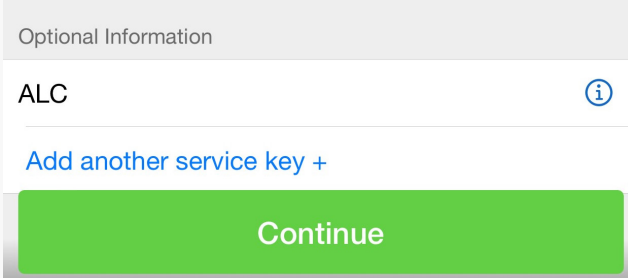 Optional Information
ALC
Add another service key +
Continue